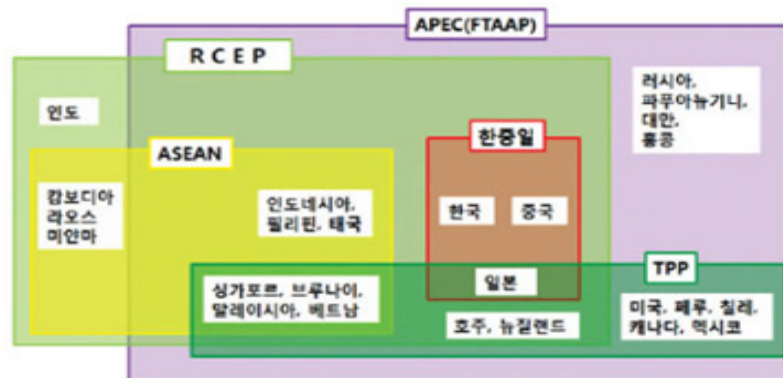 APEC(FTAAP)
R C E P
러시아,
파푸아뉴기니,
대만,
홍콩
인도
한중일
ASEAN
캄보디아
라오스
미얀마
인도네시아,
필리핀, 태국
한국
중국
TPP
싱가포르, 브루나이,
말레이시아, 베트남
일본
미국, 페루, 칠레,
캐나다, 멕시코
호주, 뉴질랜드